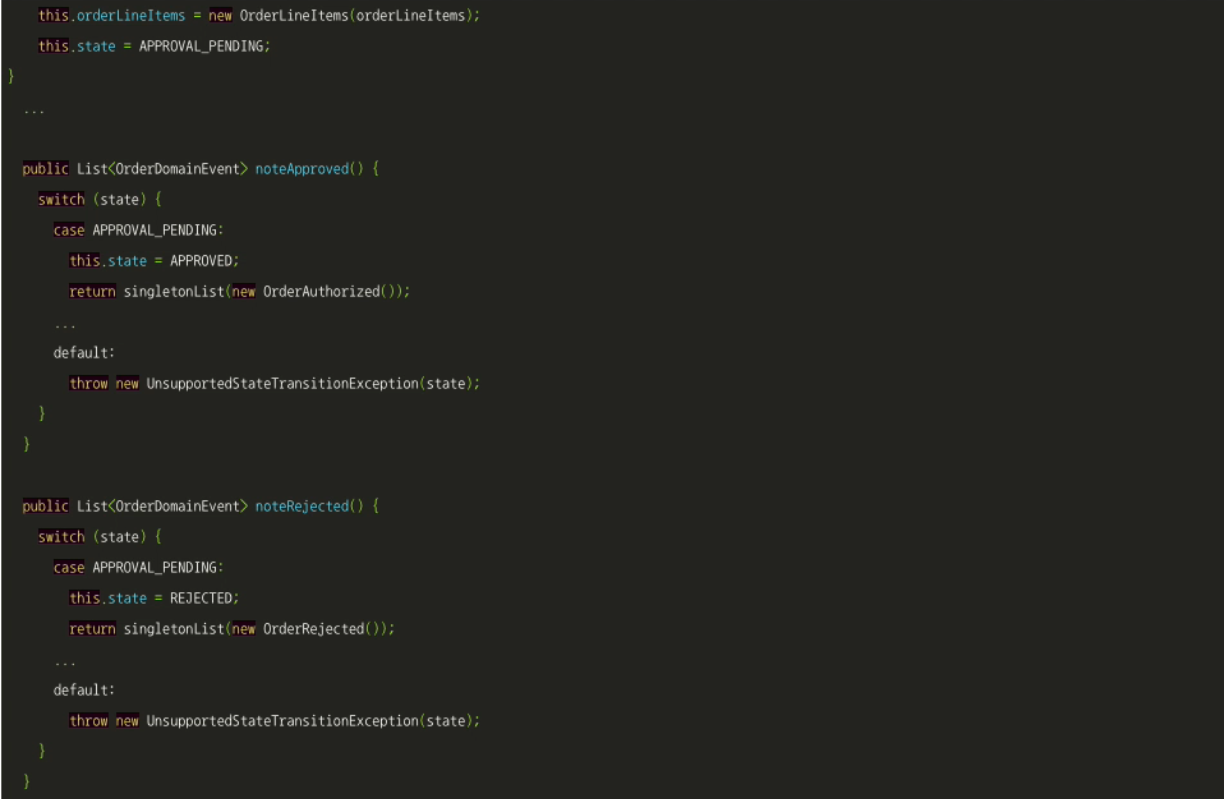 this.orderLineItems = new OrderLineItems(orderLineItems);
this.state = APPROVAL_PENDING;
}
...
public List<OrderDomainEvent> noteApproved() {
switch (state) {
case APPROVAL_PENDING:
this.state = APPROVED;
return singletonList(new OrderAuthorized());
...
default:
throw new UnsupportedStateTransitionException(state);
}
}
public List<OrderDomainEvent> noteRejected() {
switch (state) {
case APPROVAL_PENDING:
this.state = REJECTED;
return singletonList(new OrderRejected());
...
default:
throw new UnsupportedStateTransitionException(state);
}
}